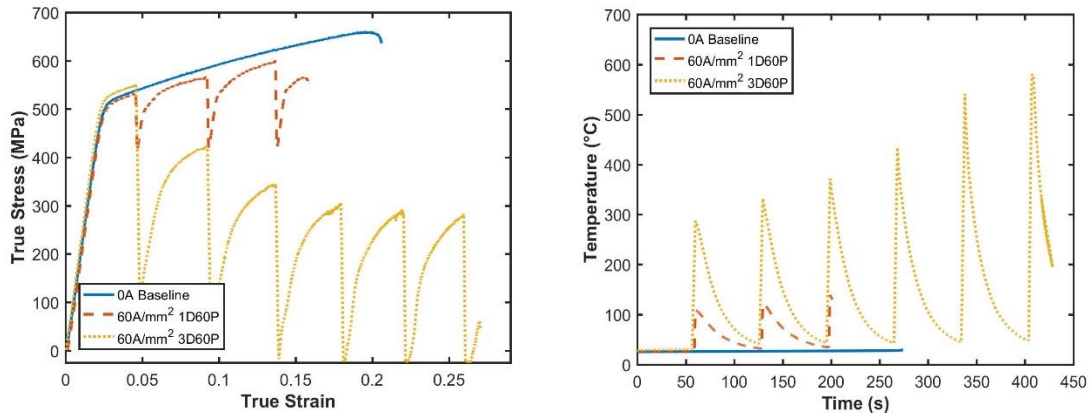 700
600
500
400
300
200
100
0
True Stress (MPa)
0A Baseline
60A/mm² 1D60P
60A/mm² 3D60P
0 0.05 0.1 0.15 0.2 0.25
True Strain
700
600
500
400
300
200
100
0
Temperature (°C)
0A Baseline
60A/mm² 1D60P
60A/mm² 3D60P
0 50 100 150 200 250 300 350 400 450
Time (s)